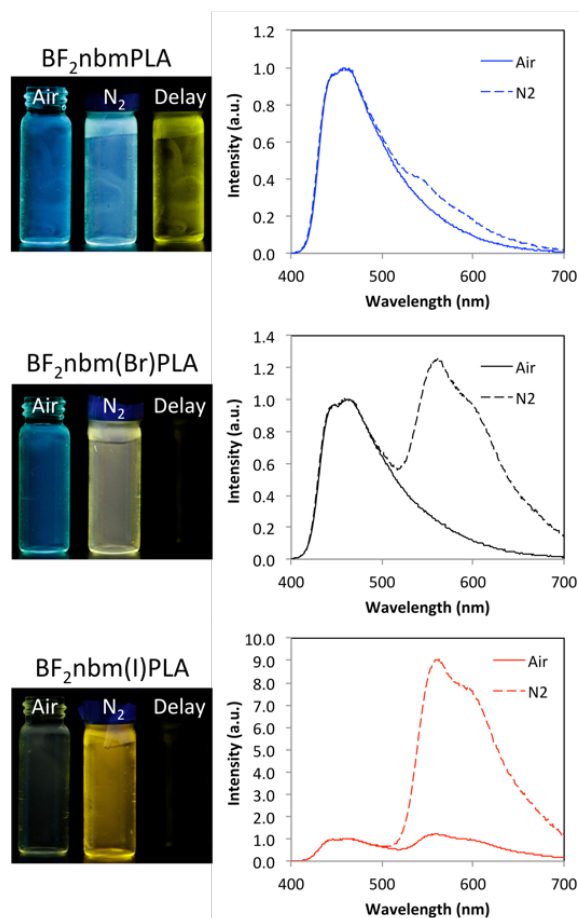 BF₂nbmPLA
Air N₂ Delay
Intensity (a.u.)
1.2
1.0
0.8
0.6
0.4
0.2
0.0
400 500 600 700
Wavelength (nm)
Air
N2
BF₂nbm(Br)PLA
Air N₂ Delay
Intensity (a.u.)
1.4
1.2
1.0
0.8
0.6
0.4
0.2
0.0
400 500 600 700
Wavelength (nm)
Air
N2
BF₂nbm(I)PLA
Air N₂ Delay
Intensity (a.u.)
10.0
9.0
8.0
7.0
6.0
5.0
4.0
3.0
2.0
1.0
0.0
400 500 600 700
Wavelength (nm)
Air
N2